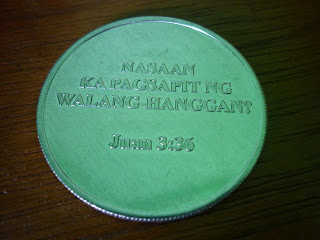 NASAAN
KA PAGSAPIT NG
WALANG-HANGGAN?
Juan 3:36